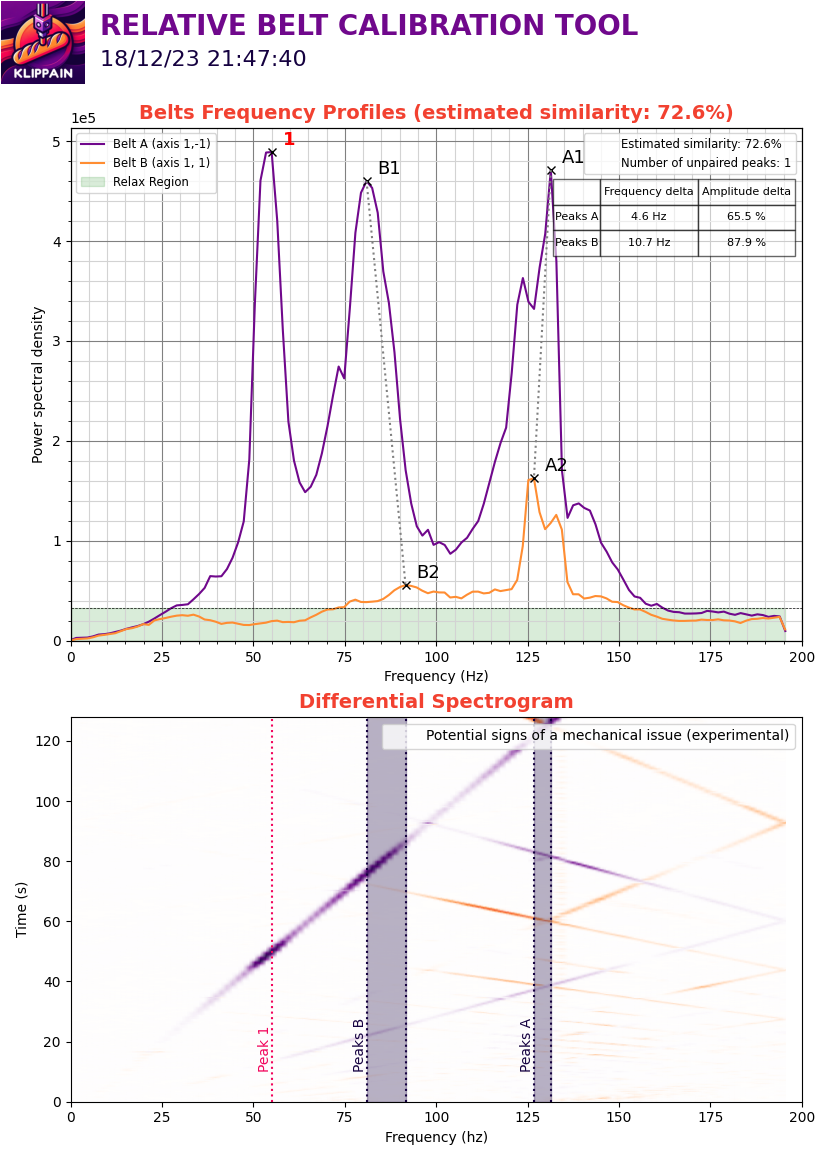 KLIPPAIN
RELATIVE BELT CALIBRATION TOOL
18/12/23 21:47:40
Belts Frequency Profiles (estimated similarity: 72.6%)
1e5
Belt A (axis 1,-1)
Belt B (axis 1, 1)
Relax Region
Estimated similarity: 72.6%
Number of unpaired peaks: 1
Frequency delta Amplitude delta
Peaks A 4.6 Hz 65.5 %
Peaks B 10.7 Hz 87.9 %
1
B1
A1
A2
B2
Power spectral density
5
4
3
2
1
0
0 25 50 75 100 125 150 175 200
Frequency (Hz)
Differential Spectrogram
Potential signs of a mechanical issue (experimental)
Time (s)
120
100
80
60
40
20
0
Peak 1
Peaks B
Peaks A
0 25 50 75 100 125 150 175 200
Frequency (hz)